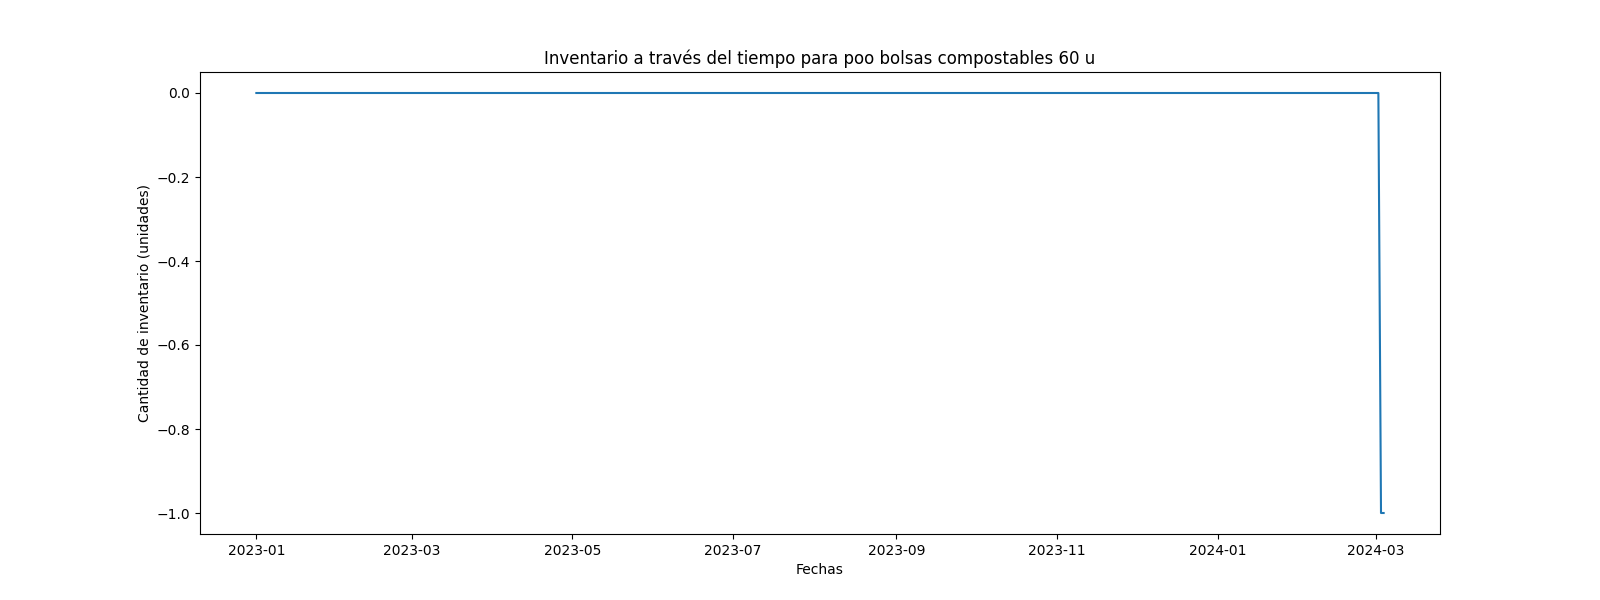 Inventario a través del tiempo para poo bolsas compostables 60 u
Cantidad de inventario (unidades)
0.0
−0.2
−0.4
−0.6
−0.8
−1.0
2023-01 2023-03 2023-05 2023-07 2023-09 2023-11 2024-01 2024-03
Fechas